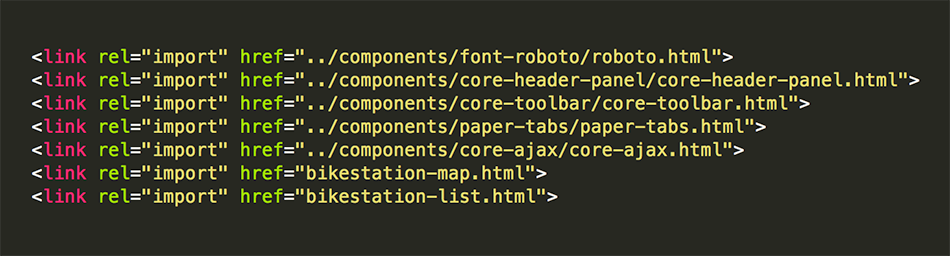 <link rel="import" href="../components/font-roboto/roboto.html">
<link rel="import" href="../components/core-header-panel/core-header-panel.html">
<link rel="import" href="../components/core-toolbar/core-toolbar.html">
<link rel="import" href="../components/paper-tabs/paper-tabs.html">
<link rel="import" href="../components/core-ajax/core-ajax.html">
<link rel="import" href="bikestation-map.html">
<link rel="import" href="bikestation-list.html">